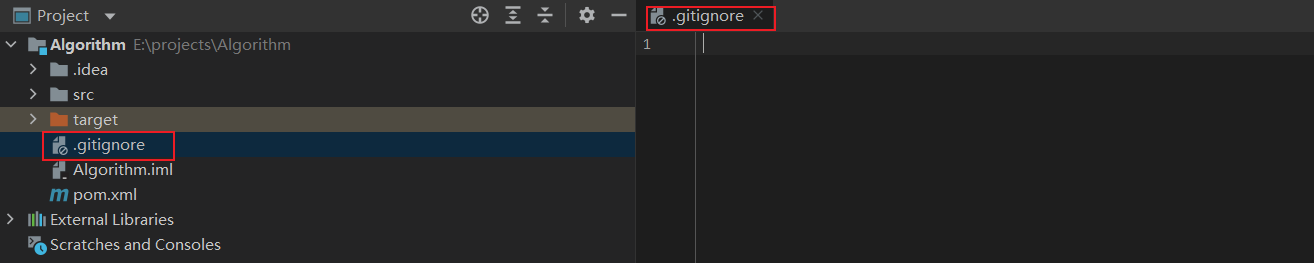 Project
Algorithm E:\projects\Algorithm
.idea
src
target
.gitignore
Algorithm.iml
m pom.xml
External Libraries
Scratches and Consoles
.gitignore
1